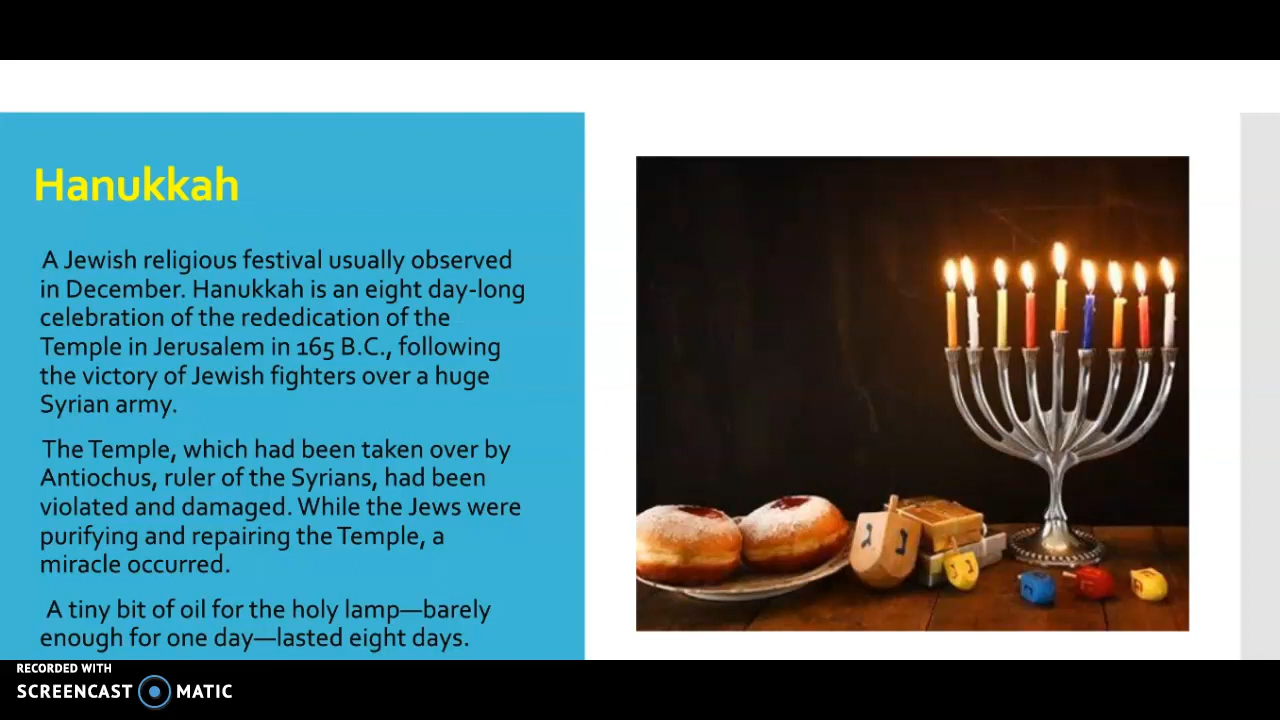 Hanukkah
A Jewish religious festival usually observed
in December. Hanukkah is an eight day-long
celebration of the rededication of the
Temple in Jerusalem in 165 B.C., following
the victory of Jewish fighters over a huge
Syrian army.
The Temple, which had been taken over by
Antiochus, ruler of the Syrians, had been
violated and damaged. While the Jews were
purifying and repairing the Temple, a
miracle occurred.
A tiny bit of oil for the holy lamp—barely
enough for one day—lasted eight days.
ג נ
RECORDED WITH
SCREENCAST MATIC